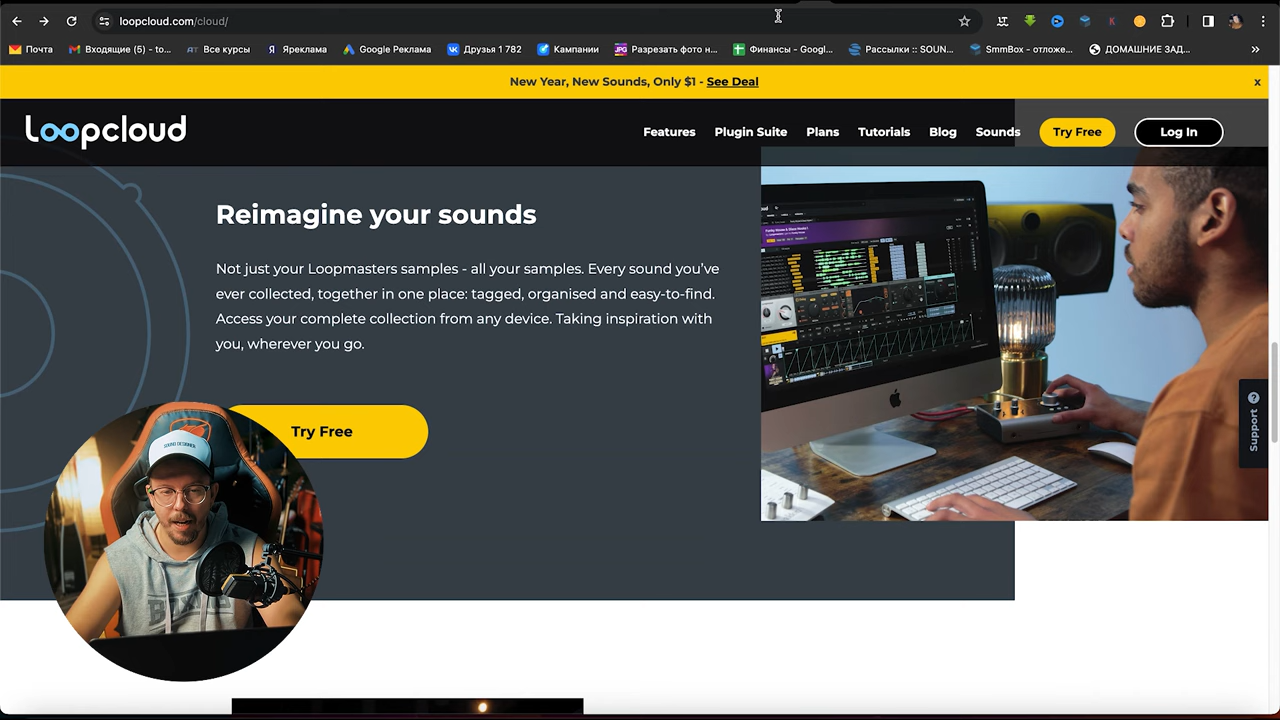 loopcloud.com/cloud/
Почта
Входящие (5) - to...
Все курсы
Яреклама
Google Реклама
Друзья 1 782
Кампании
Разрезать фото н...
Финансы – Googl...
Рассылки :: SOUN...
SmmBox - отложе...
ДОМАШНИЕ ЗАД...
New Year, New Sounds, Only $1 - See Deal
x
Loopcloud
Features
Plugin Suite
Plans
Tutorials
Blog
Sounds
Try Free
Log In
Reimagine your sounds
Not just your Loopmasters samples - all your samples. Every sound you’ve
ever collected, together in one place: tagged, organised and easy-to-find.
Access your complete collection from any device. Taking inspiration with
you, wherever you go.
Try Free
Support
SOUND DESIGNER